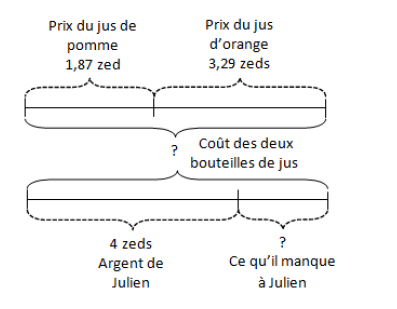 Prix du jus de
pomme
1,87 zed
Prix du jus
d'orange
3,29 zeds
?
Coût des deux
bouteilles de jus
4 zeds
Argent de
Julien
?
Ce qu'il manque
à Julien